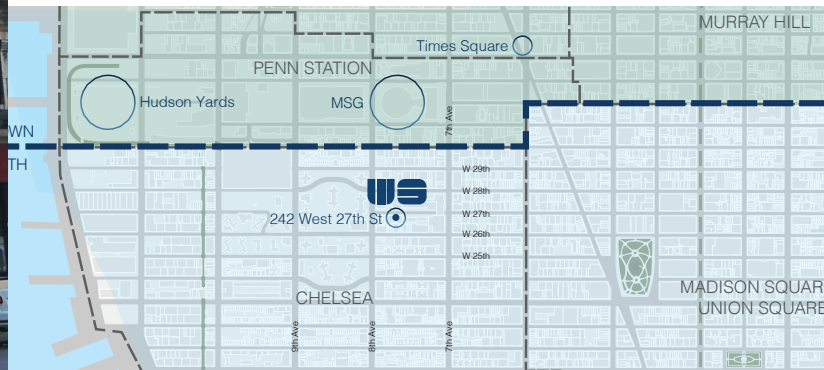 MURRAY HILL
Times Square
PENN STATION
Hudson Yards
MSG
7th Ave
WN
TH
W 29th
W 28th
WS
W 27th
242 West 27th St
W 26th
W 25th
MADISON SQUAR
CHELSEA
UNION SQUARE
9th Ave
8th Ave
7th Ave